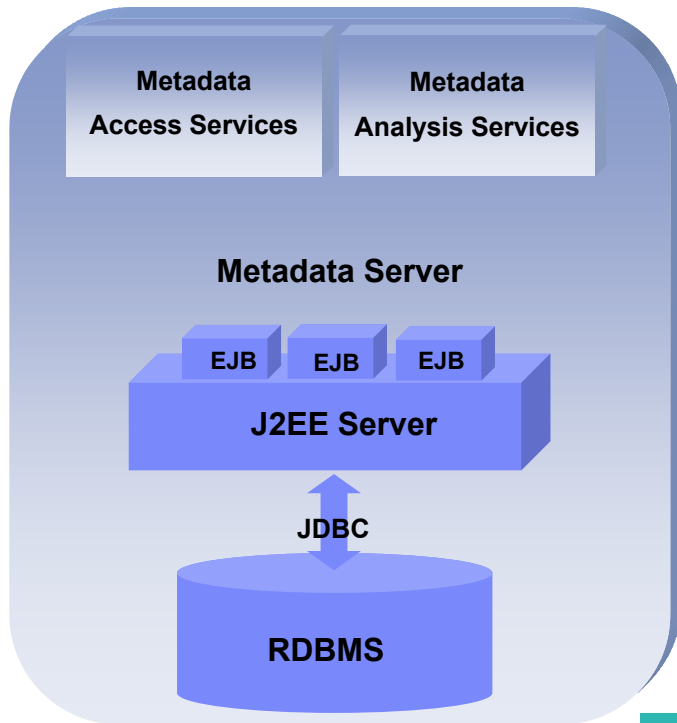 Metadata
Access Services
Metadata
Analysis Services
Metadata Server
EJB
EJB
EJB
J2EE Server
JDBC
RDBMS